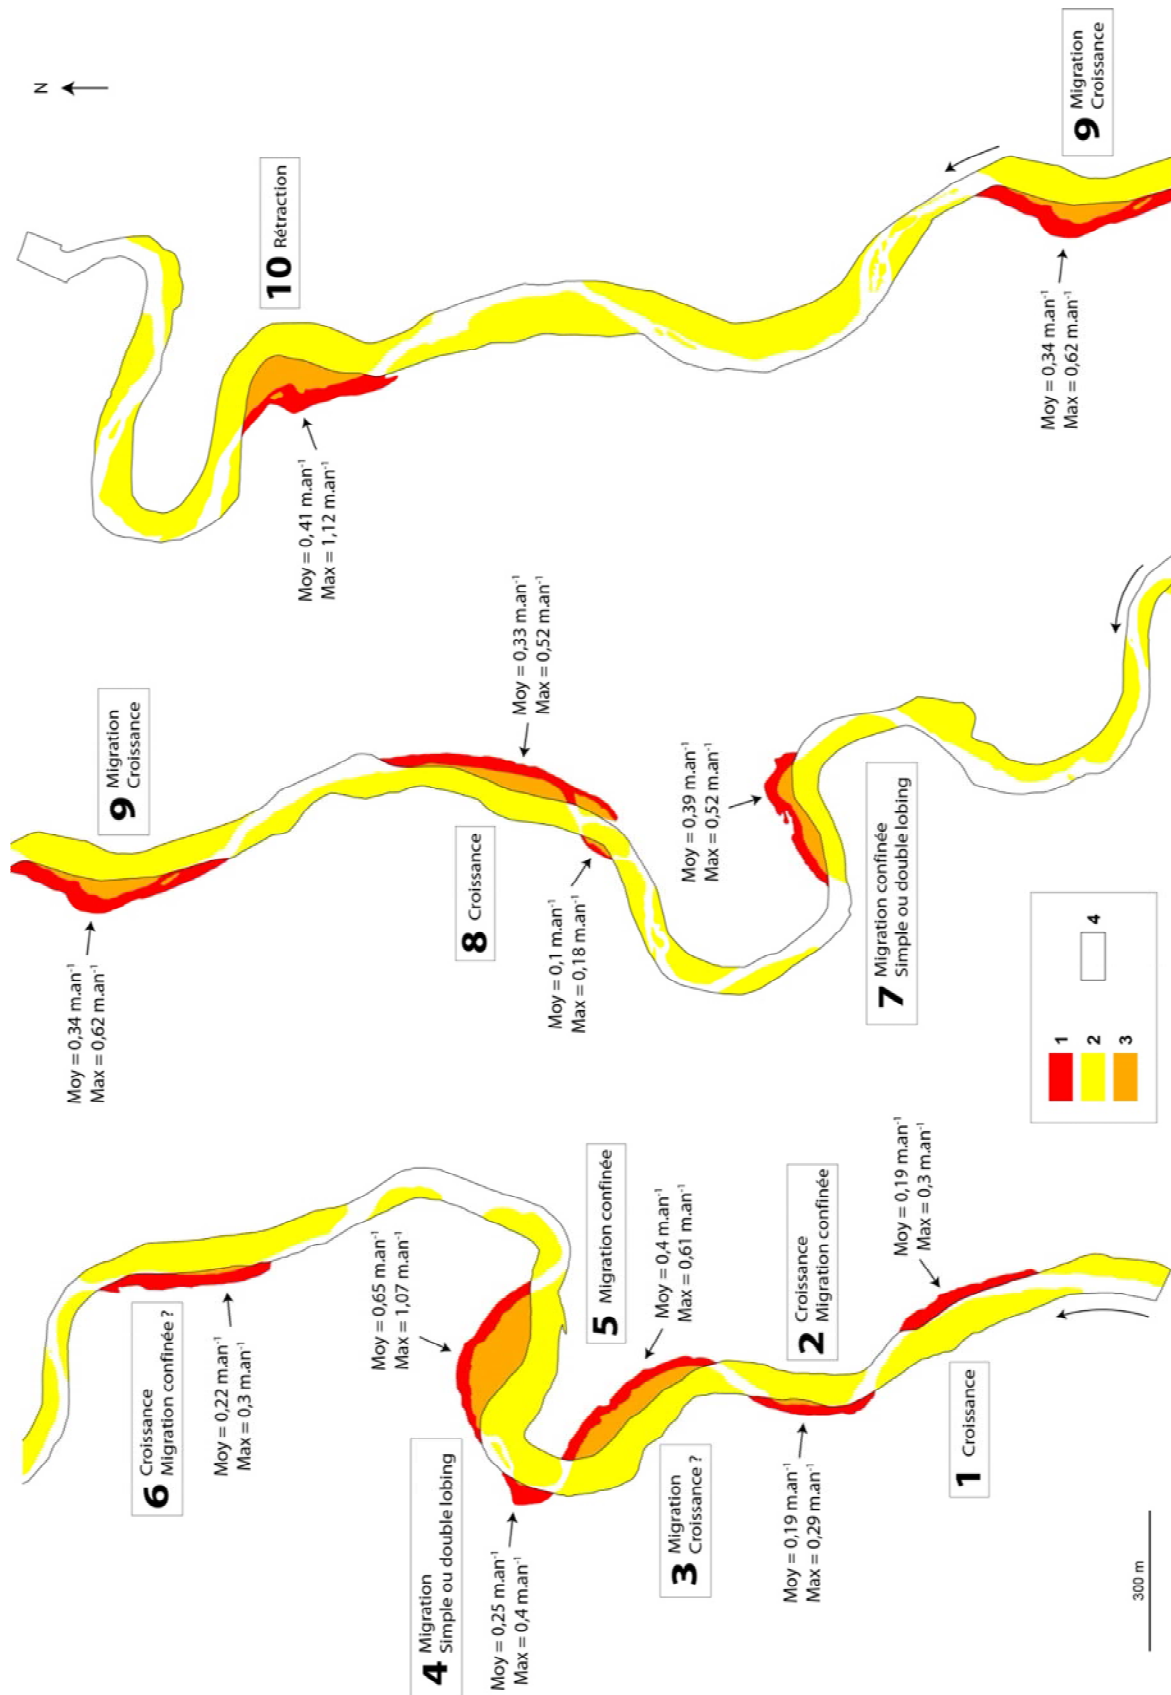 N
10 Rétraction
Moy = 0,41 m.an⁻¹
Max = 1,12 m.an⁻¹
9 Migration
Croissance
Moy = 0,34 m.an⁻¹
Max = 0,62 m.an⁻¹
9 Migration
Croissance
Moy = 0,34 m.an⁻¹
Max = 0,62 m.an⁻¹
Moy = 0,33 m.an⁻¹
Max = 0,52 m.an⁻¹
8 Croissance
Moy = 0,1 m.an⁻¹
Max = 0,18 m.an⁻¹
Moy = 0,39 m.an⁻¹
Max = 0,52 m.an⁻¹
7 Migration confinée
Simple ou double lobing
6 Croissance
Migration confinée ?
Moy = 0,22 m.an⁻¹
Max = 0,3 m.an⁻¹
Moy = 0,65 m.an⁻¹
Max = 1,07 m.an⁻¹
5 Migration confinée
4 Migration
Simple ou double lobing
Moy = 0,25 m.an⁻¹
Max = 0,4 m.an⁻¹
Moy = 0,4 m.an⁻¹
Max = 0,61 m.an⁻¹
3 Migration
Croissance ?
2 Croissance
Migration confinée
Moy = 0,19 m.an⁻¹
Max = 0,29 m.an⁻¹
Moy = 0,19 m.an⁻¹
Max = 0,3 m.an⁻¹
1 Croissance
1
2
3
4
300 m